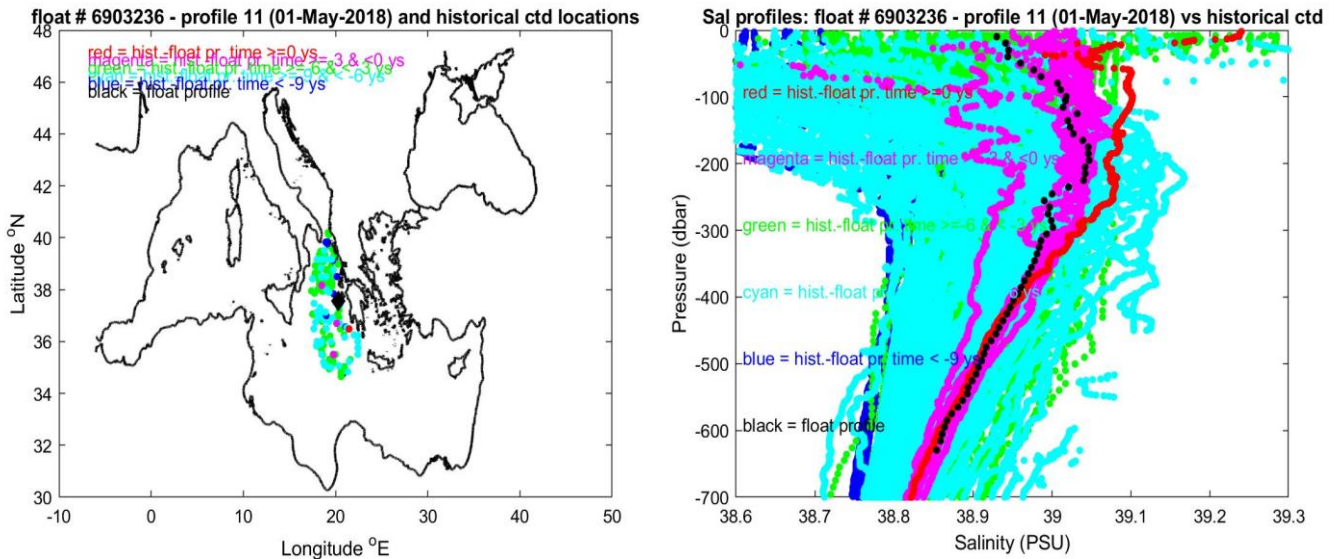 float # 6903236 - profile 11 (01-May-2018) and historical ctd locations
48
46
44
42
40
38
36
34
32
30
-10
0
10
20
30
40
50
Latitude °N
Longitude °E
red = hist.-float pr. time >=0 ys
magenta = hist.-float pr. time >= -3 & <0 ys
green = hist.-float pr. time >=-6 & < -3 ys
< -6 ys
blue = hist.-float pr. time < -9 ys
black = float profile
Sal profiles: float # 6903236 - profile 11 (01-May-2018) vs historical ctd
0
-100
-200
-300
-400
-500
-600
-700
38.6
38.7
38.8
38.9
39
39.1
39.2
39.3
Pressure (dbar)
Salinity (PSU)
red = hist.-float pr. time >=0 ys
magenta = hist.-float pr. time & <0 ys
green = hist.-float pr. time >=-6 & < ys
cyan = hist.-float pr. ys
blue = hist.-float pr. time < -9 ys
black = float profile